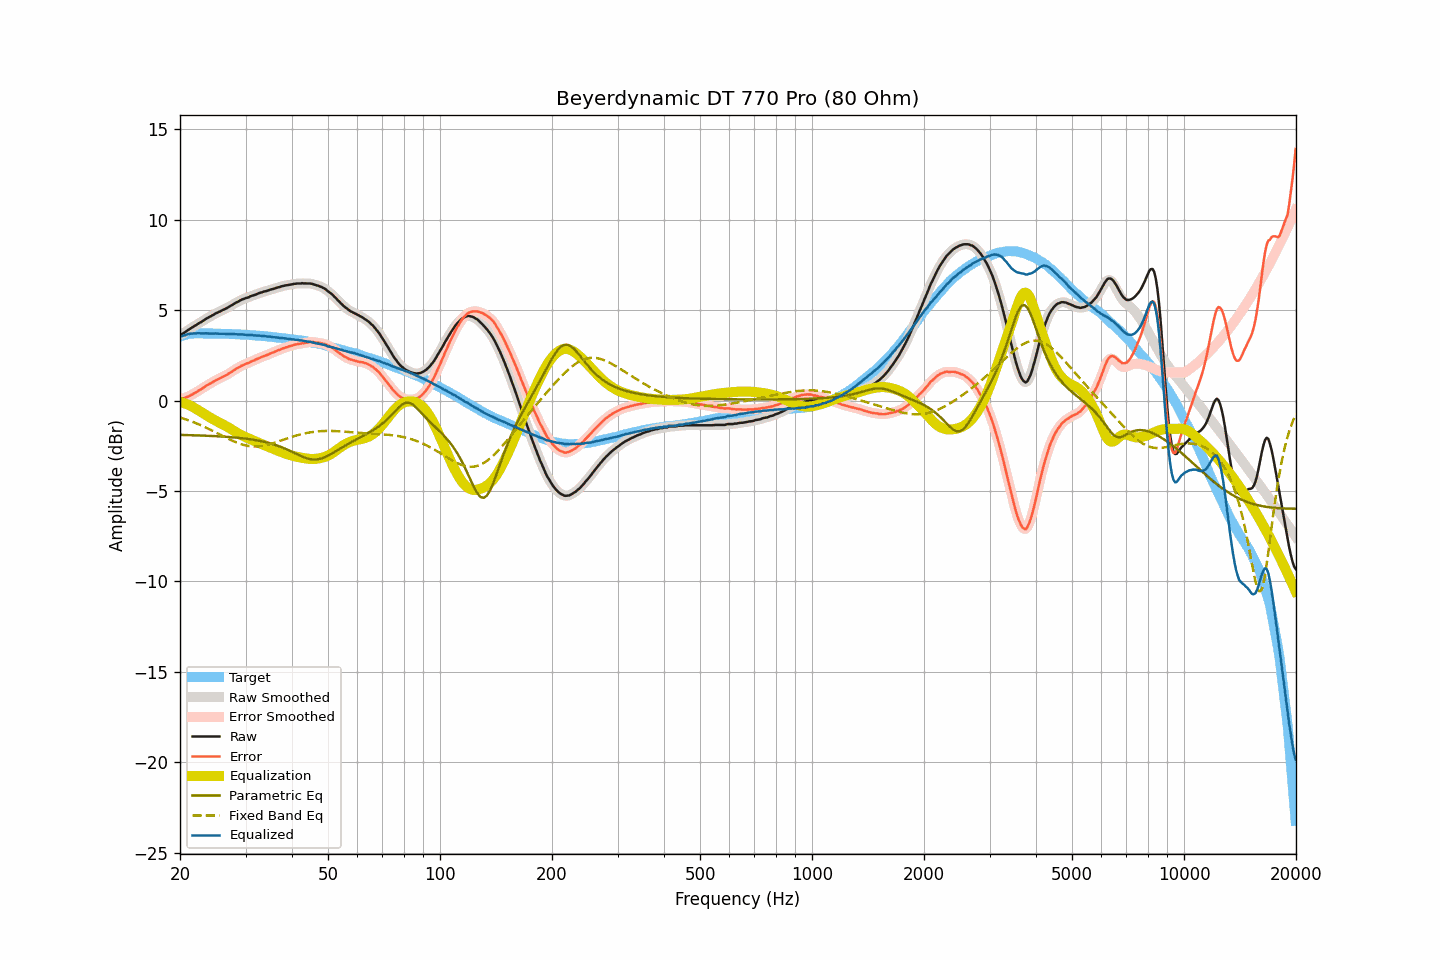 Beyerdynamic DT 770 Pro (80 Ohm)
15
10
5
0
−5
−10
−15
−20
−25
Amplitude (dBr)
Target
Raw Smoothed
Error Smoothed
Raw
Error
Equalization
Parametric Eq
Fixed Band Eq
Equalized
20 50 100 200 500 1000 2000 5000 10000 20000
Frequency (Hz)